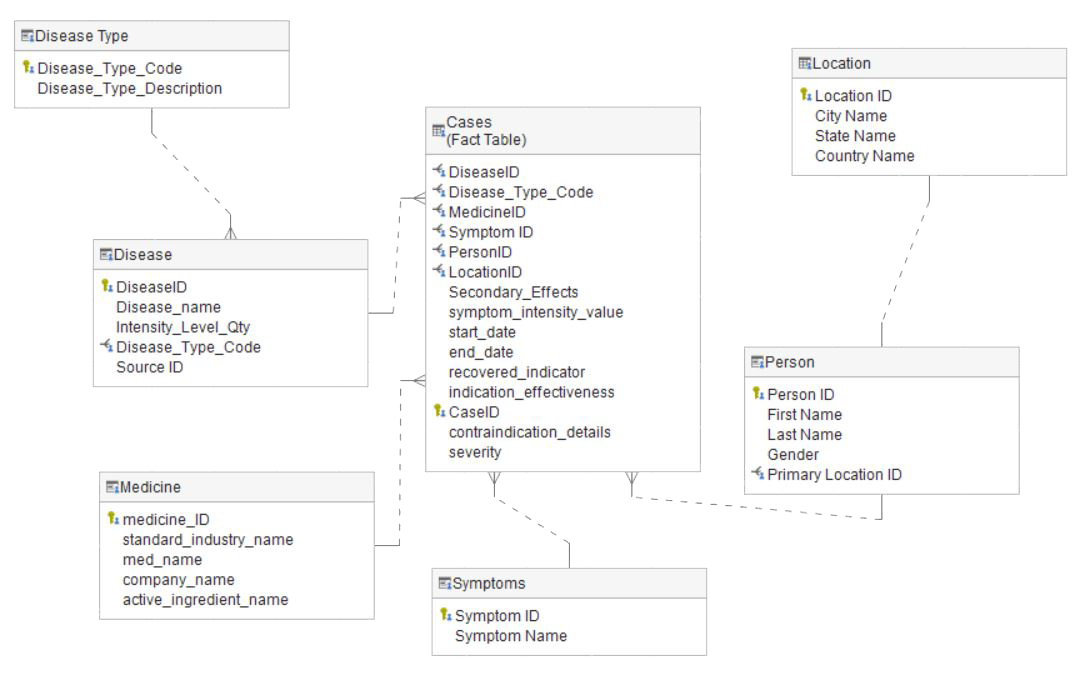 Disease Type
Disease_Type_Code
Disease_Type_Description
Location
Location ID
City Name
State Name
Country Name
Cases
(Fact Table)
DiseaseID
Disease_Type_Code
MedicineID
Symptom ID
PersonID
LocationID
Secondary_Effects
symptom_intensity_value
start_date
end_date
recovered_indicator
indication_effectiveness
CaseID
contraindication_details
severity
Disease
DiseaseID
Disease_name
Intensity_Level_Qty
Disease_Type_Code
Source ID
Person
Person ID
First Name
Last Name
Gender
Primary Location ID
Medicine
medicine_ID
standard_industry_name
med_name
company_name
active_ingredient_name
Symptoms
Symptom ID
Symptom Name